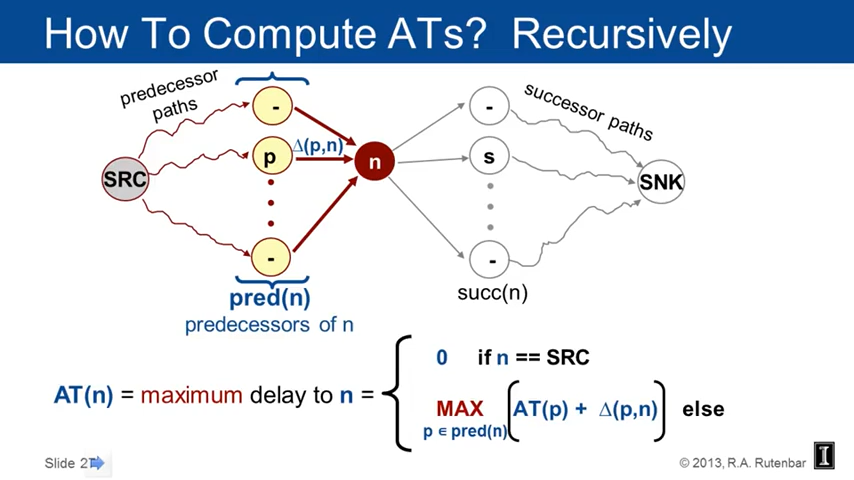 How To Compute ATs? Recursively
predecessor
paths
successor paths
-
-
p
Δ(p,n)
n
s
SRC
SNK
-
-
pred(n)
predecessors of n
succ(n)
0 if n == SRC
AT(n) = maximum delay to n =
MAX AT(p) + Δ(p,n) else
p ∈ pred(n)
Slide 2
© 2013, R.A. Rutenbar
I